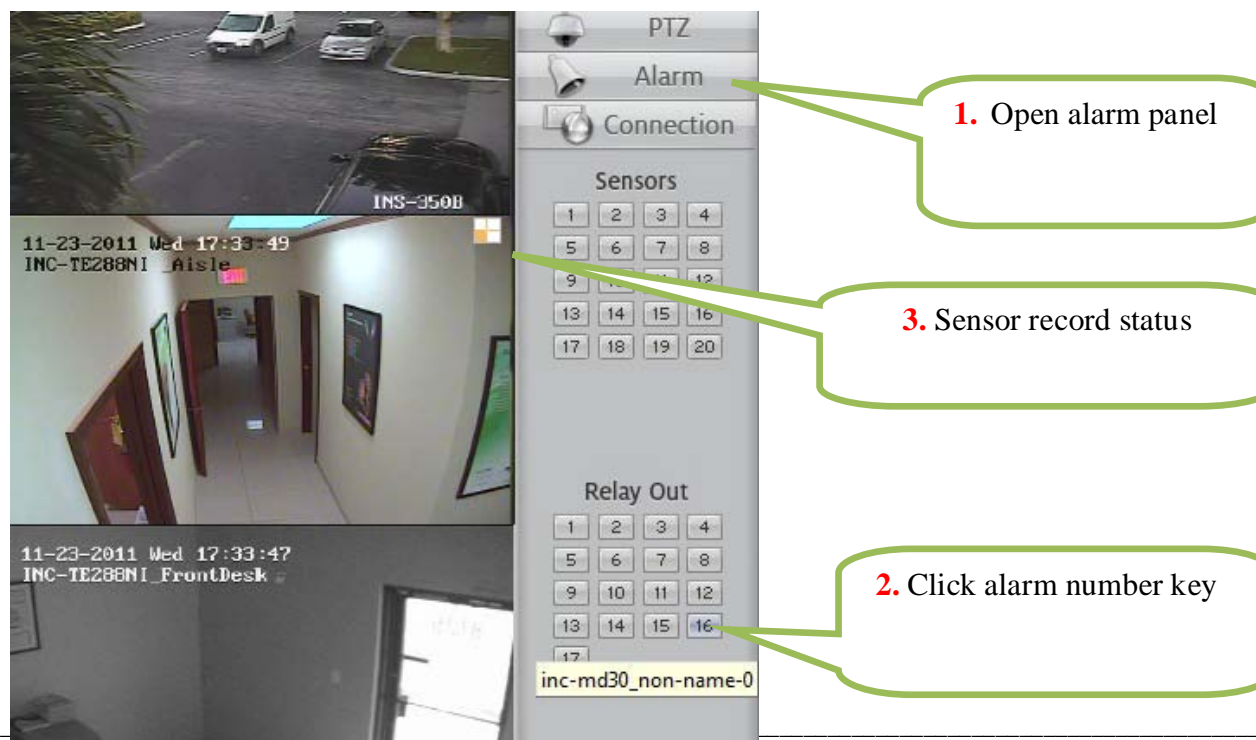 PTZ
Alarm
Connection
1. Open alarm panel
INS-350B
Sensors
1 2 3 4
5 6 7 8
9 10 11 12
13 14 15 16
17 18 19 20
11-23-2011 Wed 17:33:49
INC-TE288NI _Aisle
3. Sensor record status
Relay Out
1 2 3 4
5 6 7 8
9 10 11 12
13 14 15 16
17
inc-md30_non-name-0
11-23-2011 Wed 17:33:47
INC-TE288NI_FrontDesk
2. Click alarm number key